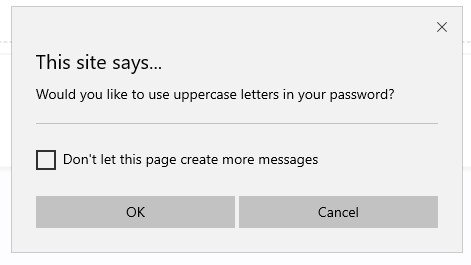 This site says...
Would you like to use uppercase letters in your password?
Don't let this page create more messages
OK
Cancel